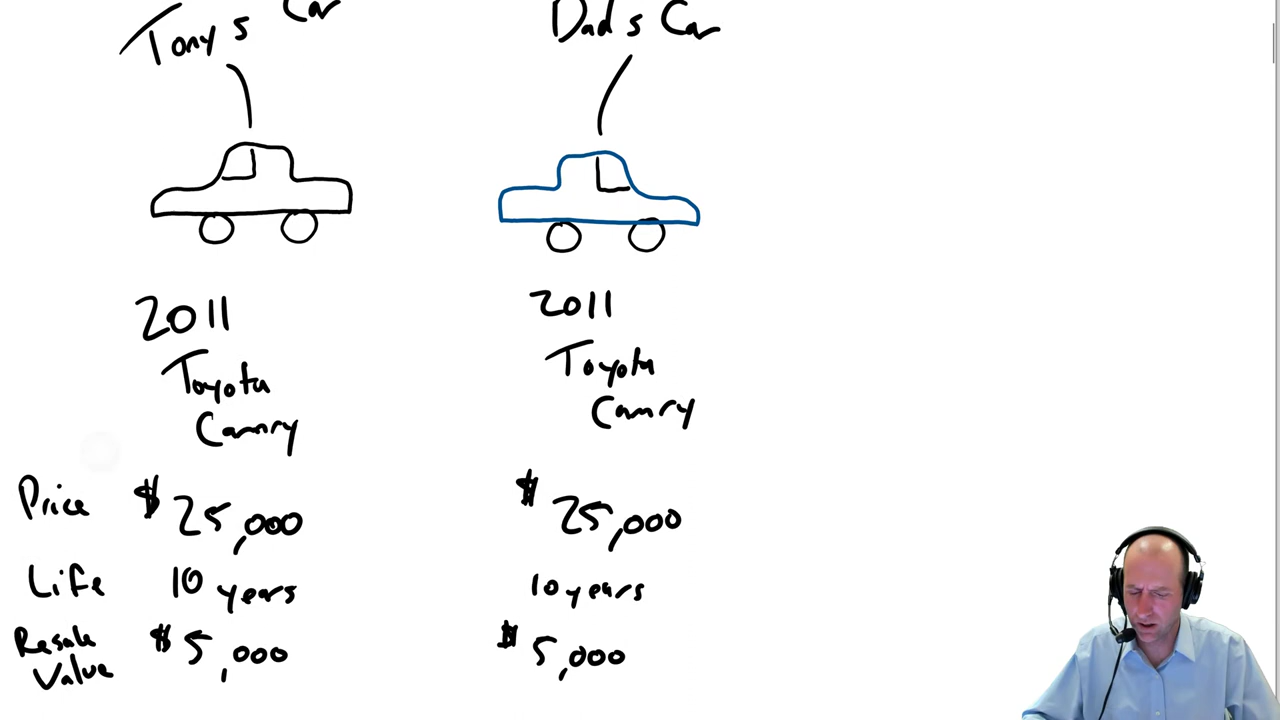 Tony s Car
Dad s Car
2011
Toyota
Camry
2011
Toyota
Camry
Price $ 25,000 $ 25,000
Life 10 years 10 years
Resale Value $ 5,000 $ 5,000